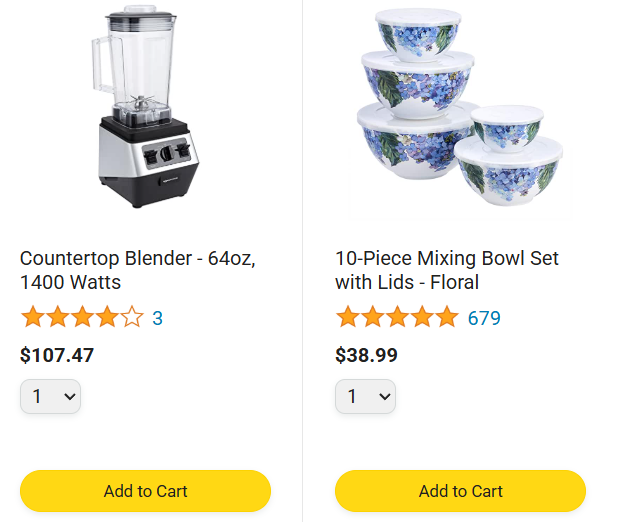 Countertop Blender - 64oz,
1400 Watts
3
$107.47
1
Add to Cart
10-Piece Mixing Bowl Set
with Lids - Floral
679
$38.99
1
Add to Cart